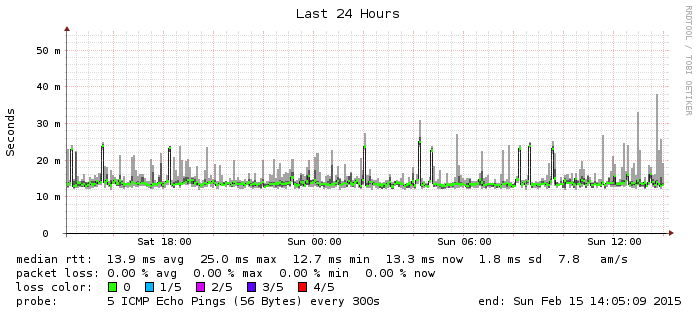 Last 24 Hours
RRDTOOL / TOBI OETIKER
Seconds
50 m
40 m
30 m
20 m
10 m
0
Sat 18:00 Sun 00:00 Sun 06:00 Sun 12:00
median rtt: 13.9 ms avg 25.0 ms max 12.7 ms min 13.3 ms now 1.8 ms sd 7.8 am/s
packet loss: 0.00 % avg 0.00 % max 0.00 % min 0.00 % now
loss color: 0 1/5 2/5 3/5 4/5
probe: 5 ICMP Echo Pings (56 Bytes) every 300s end: Sun Feb 15 14:05:09 2015